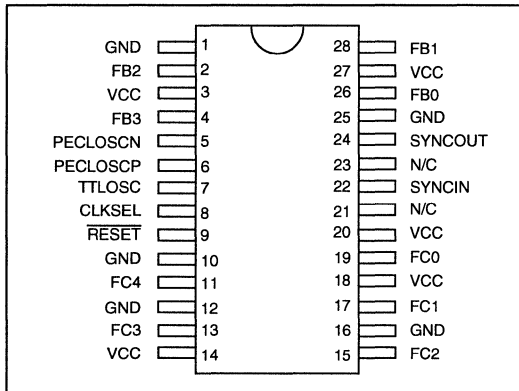 GND 1 28 FB1
FB2 2 27 VCC
VCC 3 26 FB0
FB3 4 25 GND
PECLOSCN 5 24 SYNCOUT
PECLOSCP 6 23 N/C
TTLOSC 7 22 SYNCIN
CLKSEL 8 21 N/C
RESET 9 20 VCC
GND 10 19 FC0
FC4 11 18 VCC
GND 12 17 FC1
FC3 13 16 GND
VCC 14 15 FC2